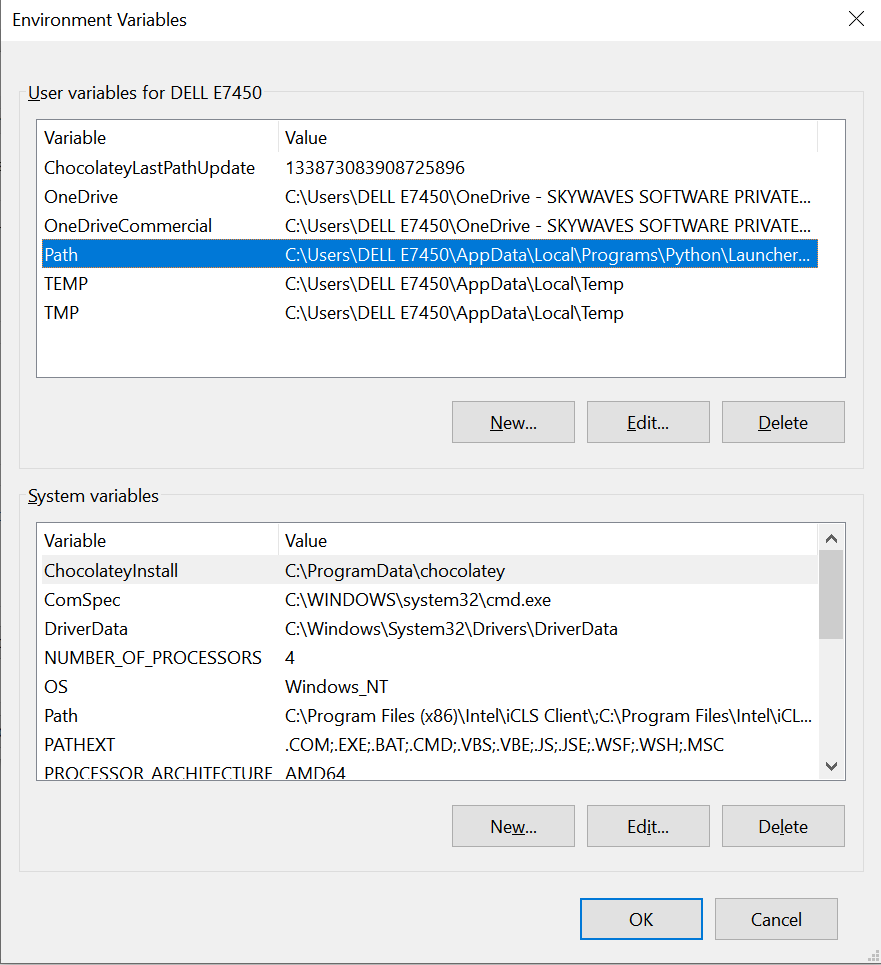 Environment Variables
User variables for DELL E7450
Variable Value
ChocolateyLastPathUpdate 133873083908725896
OneDrive C:\Users\DELL E7450\OneDrive - SKYWAVES SOFTWARE PRIVATE...
OneDriveCommercial C:\Users\DELL E7450\OneDrive - SKYWAVES SOFTWARE PRIVATE...
Path C:\Users\DELL E7450\AppData\Local\Programs\Python\Launcher...
TEMP C:\Users\DELL E7450\AppData\Local\Temp
TMP C:\Users\DELL E7450\AppData\Local\Temp
New... Edit... Delete
System variables
Variable Value
ChocolateyInstall C:\ProgramData\chocolatey
ComSpec C:\WINDOWS\system32\cmd.exe
DriverData C:\Windows\System32\Drivers\DriverData
NUMBER_OF_PROCESSORS 4
OS Windows_NT
Path C:\Program Files (x86)\Intel\iCLS Client\;C:\Program Files\Intel\iCL...
PATHEXT .COM;.EXE;.BAT;.CMD;.VBS;.VBE;.JS;.JSE;.WSF;.WSH;.MSC
PROCESSOR_ARCHITECTURE AMD64
New... Edit... Delete
OK Cancel